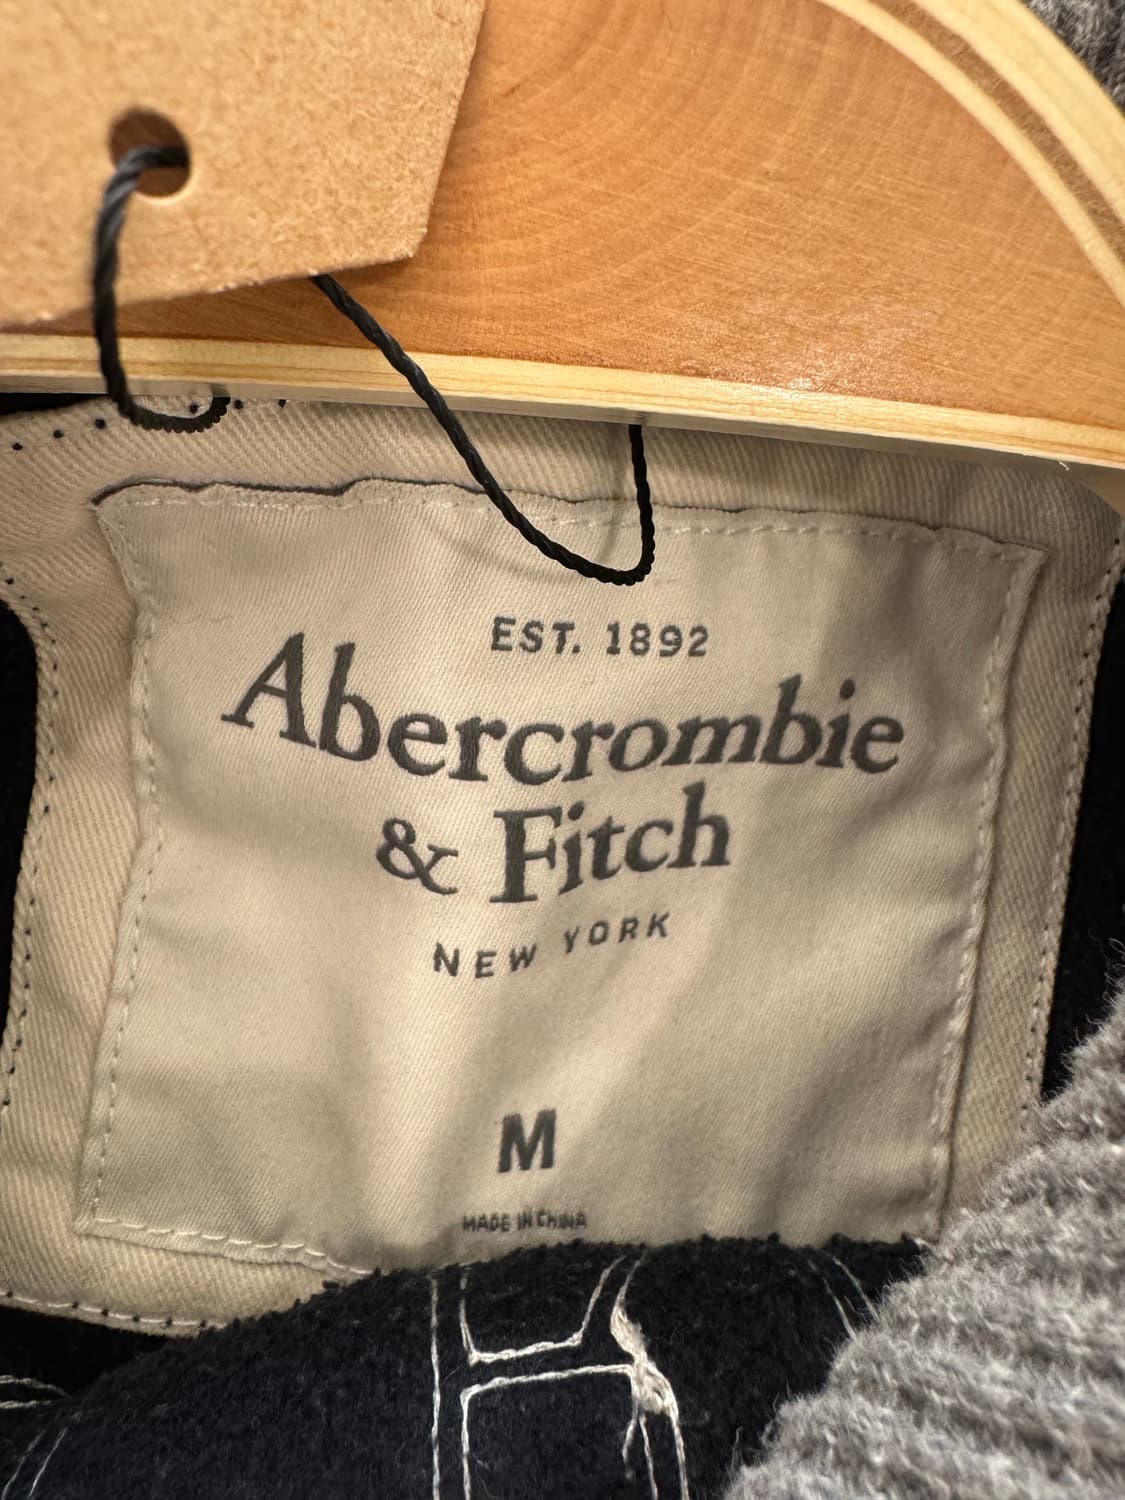 EST. 1892
Abercrombie
& Fitch
NEW YORK
M
MADE IN CHINA